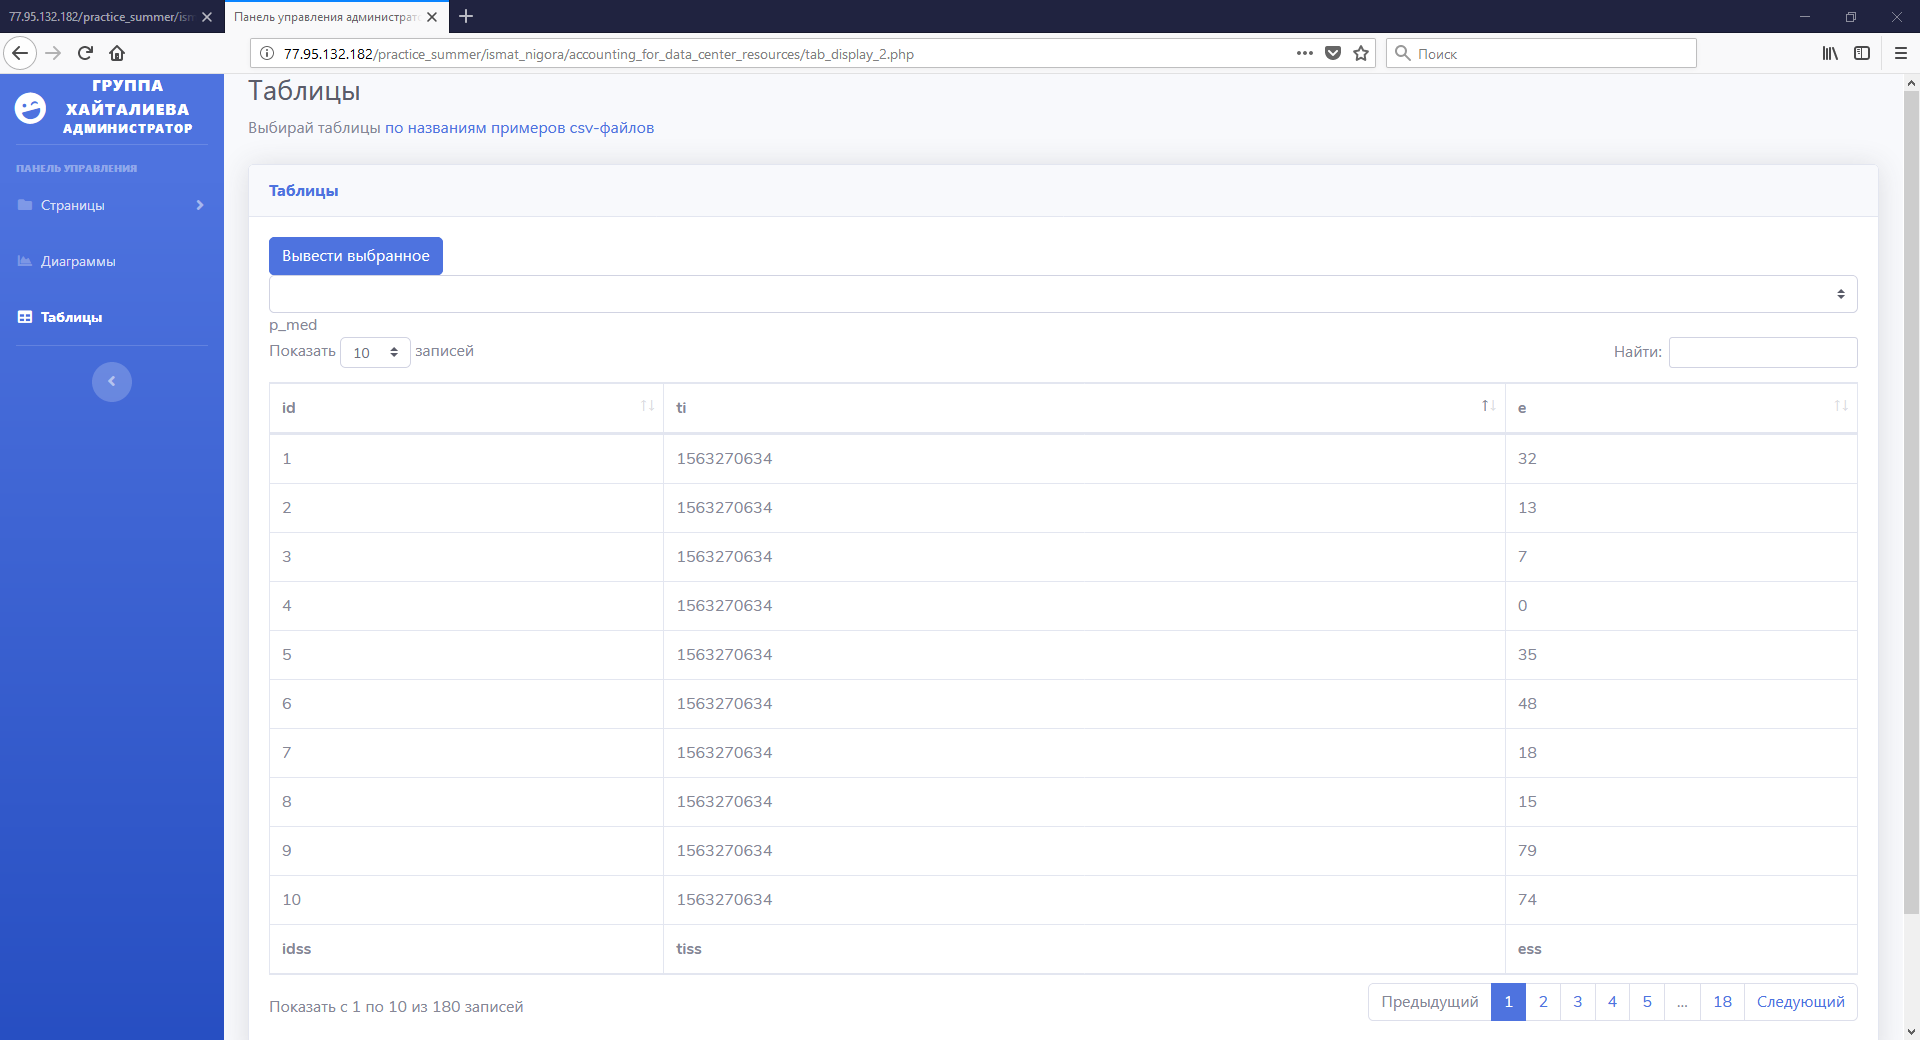 77.95.132.182/practice_summer/ism
Панель управления администрат
77.95.132.182/practice_summer/ismat_nigora/accounting_for_data_center_resources/tab_display_2.php
Поиск
ГРУППА
ХАЙТАЛИЕВА
АДМИНИСТРАТОР
ПАНЕЛЬ УПРАВЛЕНИЯ
Страницы
Диаграммы
Таблицы
Таблицы
Выбирай таблицы по названиям примеров csv-файлов
Таблицы
Вывести выбранное
p_med
Показать 10 записей
Найти:
id ti e
1 1563270634 32
2 1563270634 13
3 1563270634 7
4 1563270634 0
5 1563270634 35
6 1563270634 48
7 1563270634 18
8 1563270634 15
9 1563270634 79
10 1563270634 74
idss tiss ess
Показать с 1 по 10 из 180 записей
Предыдущий 1 2 3 4 5 ... 18 Следующий